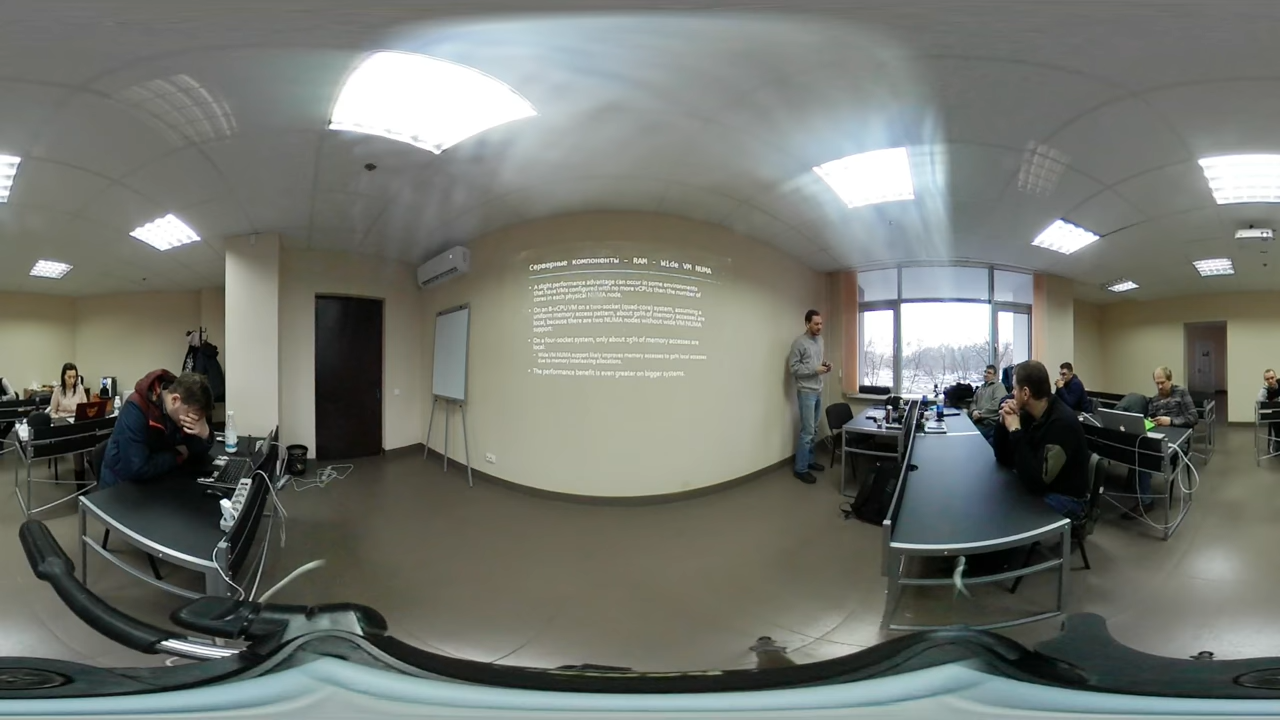 Серверные компоненты - RAM - Wide VM NUMA
• A slight performance advantage can occur in some environments
that have VMs configured with no more vCPUs than the number of
cores in each physical NUMA node.
• On an 8-vCPU VM on a two-socket (quad-core) system, assuming a
uniform memory access pattern, about 50% of memory accesses are
local, because there are two NUMA nodes without wide VM NUMA
support.
• On a four-socket system, only about 25% of memory accesses are
local.
• Wide VM NUMA support likely improves memory accesses to 50% local accesses
due to memory interleaving allocations.
• The performance benefit is even greater on bigger systems.